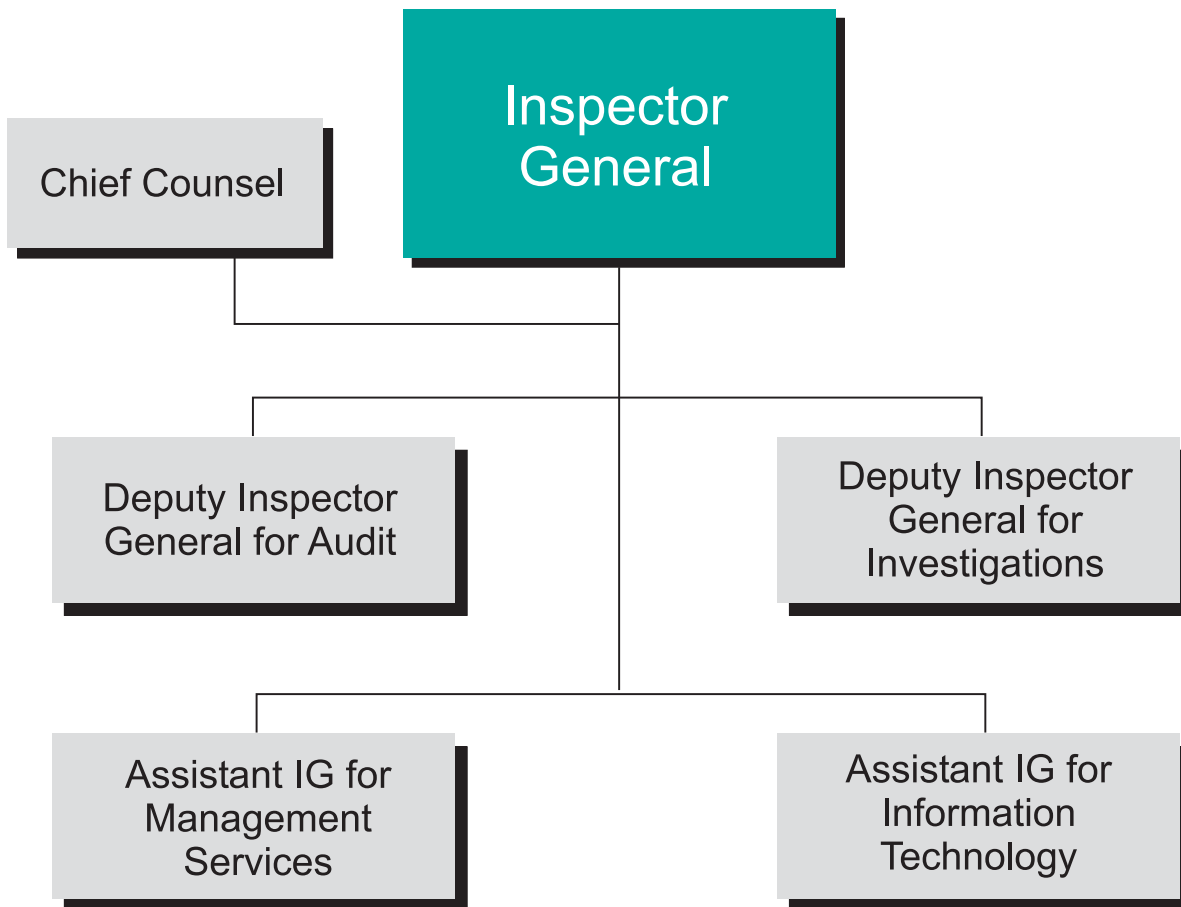 Inspector
General
Chief Counsel
Deputy Inspector
General for Audit
Deputy Inspector
General for
Investigations
Assistant IG for
Management
Services
Assistant IG for
Information
Technology